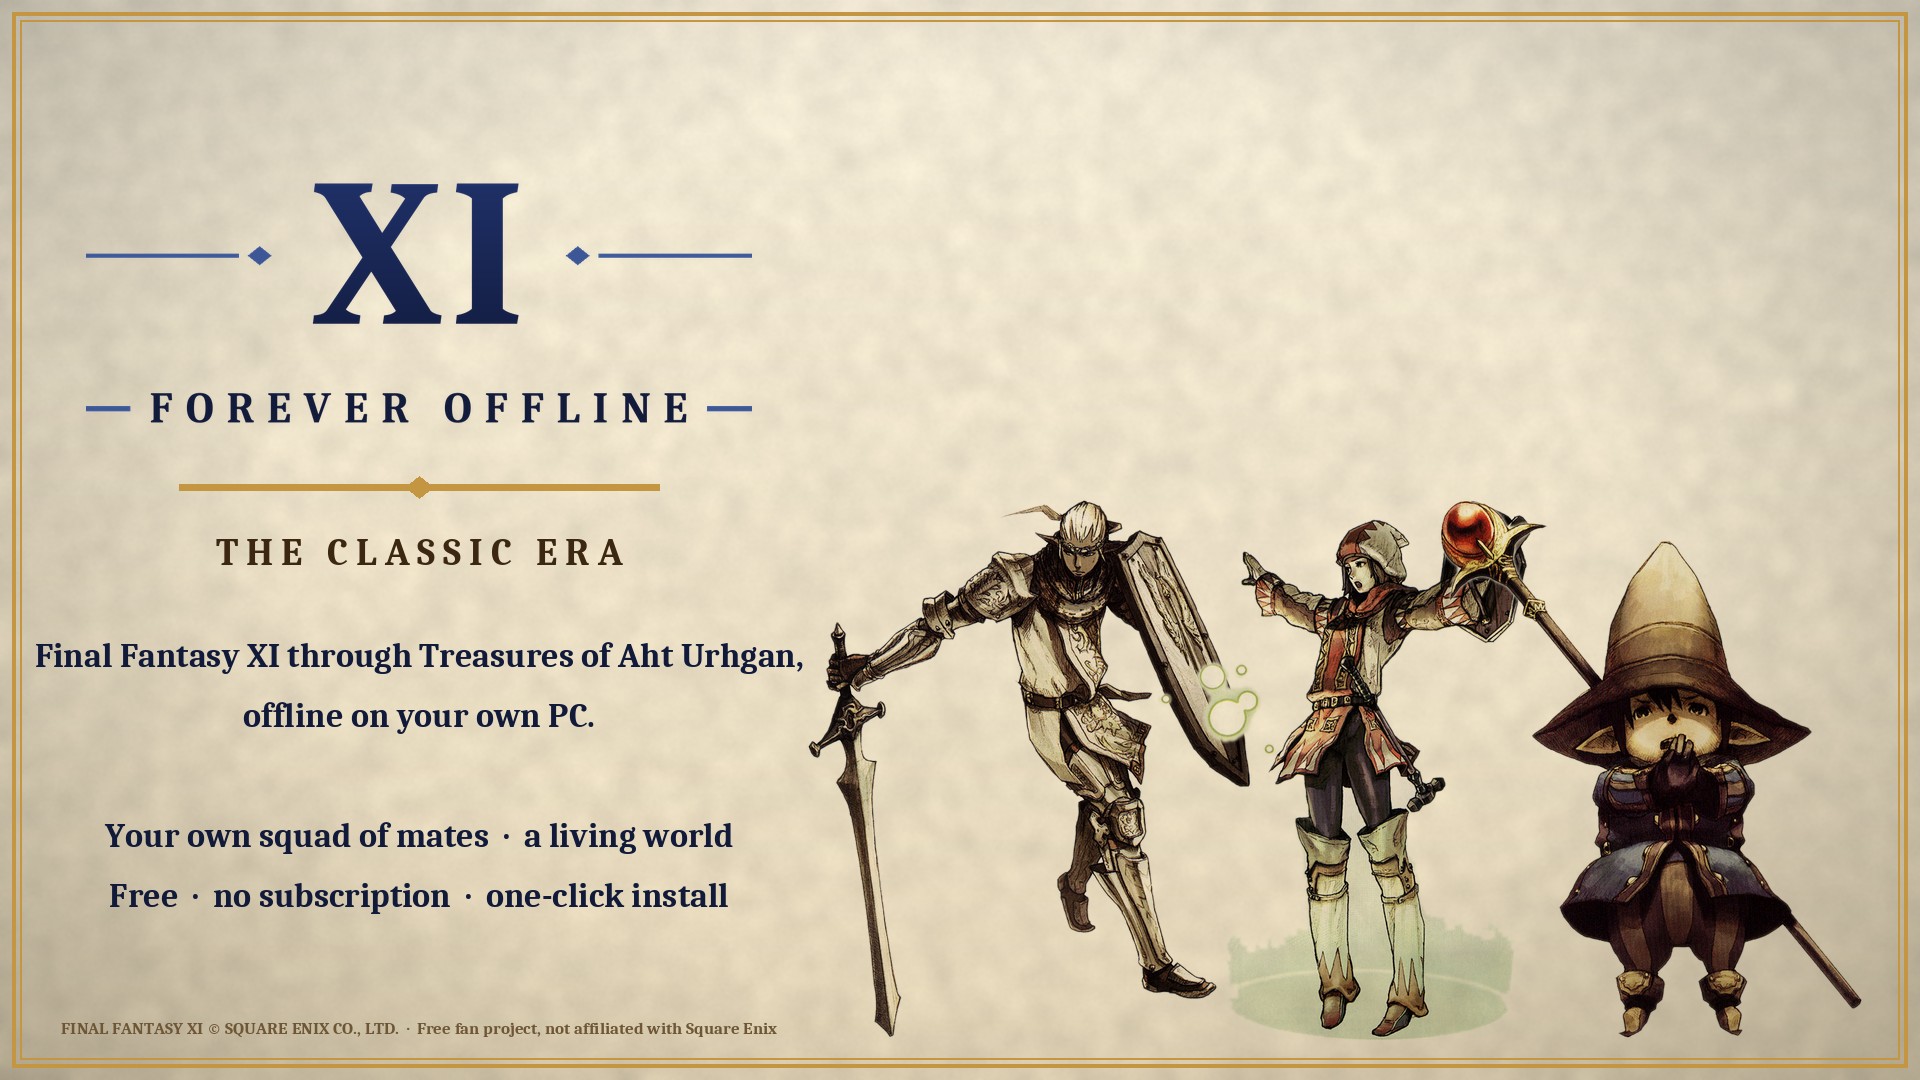 XI
FOREVER OFFLINE
THE CLASSIC ERA
Final Fantasy XI through Treasures of Aht Urhgan,
offline on your own PC.
Your own squad of mates · a living world
Free · no subscription · one-click install
FINAL FANTASY XI © SQUARE ENIX CO., LTD. · Free fan project, not affiliated with Square Enix